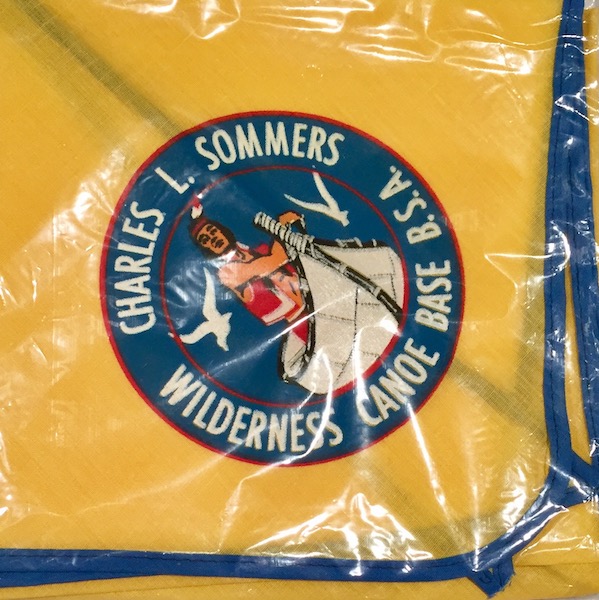 CHARLES L. SOMMERS
WILDERNESS CANOE BASE B.S.A.